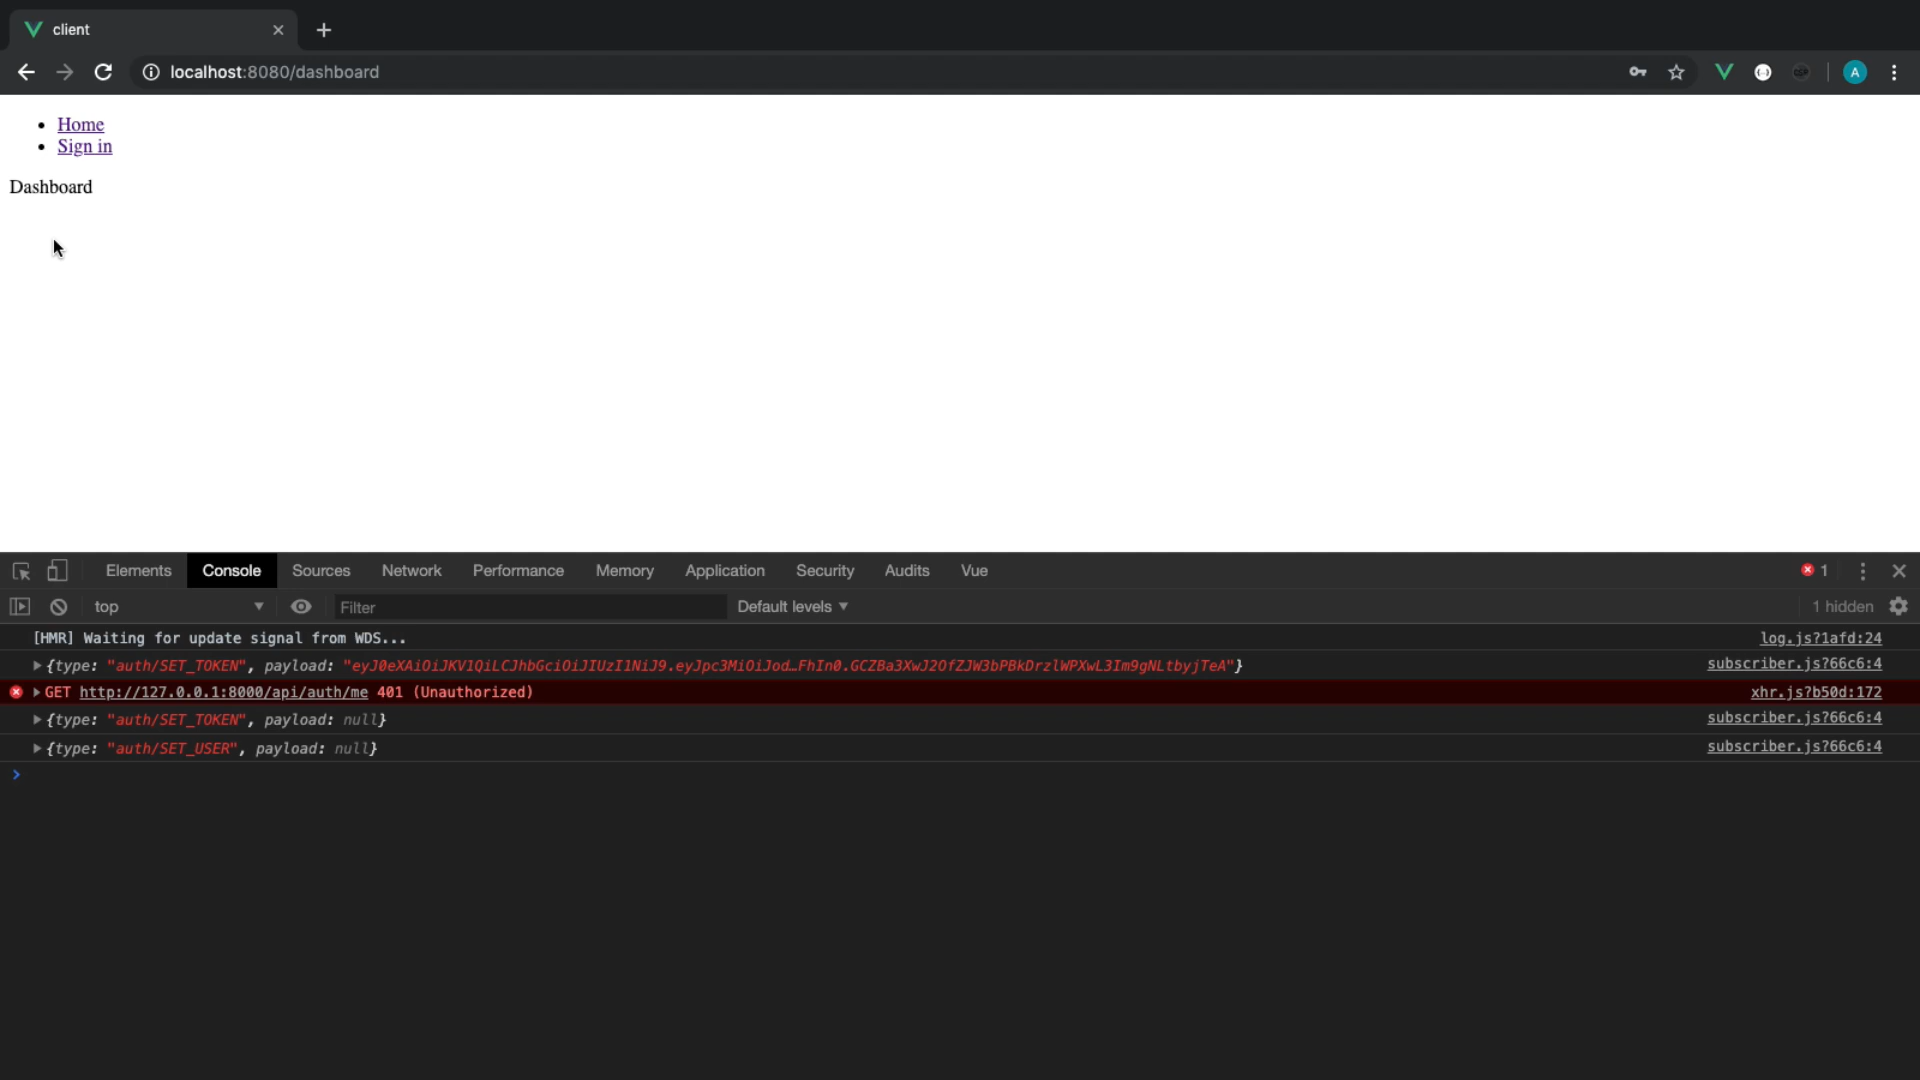 client
localhost:8080/dashboard
A
Home
Sign in
Dashboard
Elements Console Sources Network Performance Memory Application Security Audits Vue 1
top Filter Default levels 1 hidden
[HMR] Waiting for update signal from WDS... log.js?1afd:24
{type: "auth/SET_TOKEN", payload: "eyJ0eXAiOiJKV1QiLCJhbGciOiJIUzI1NiJ9.eyJpc3MiOiJod…FhIn0.GCZBa3XwJ2OfZJW3bPBkDrzlWPXwL3Im9gNLtbyjTeA"} subscriber.js?66c6:4
GET http://127.0.0.1:8000/api/auth/me 401 (Unauthorized) xhr.js?b50d:172
{type: "auth/SET_TOKEN", payload: null} subscriber.js?66c6:4
{type: "auth/SET_USER", payload: null} subscriber.js?66c6:4